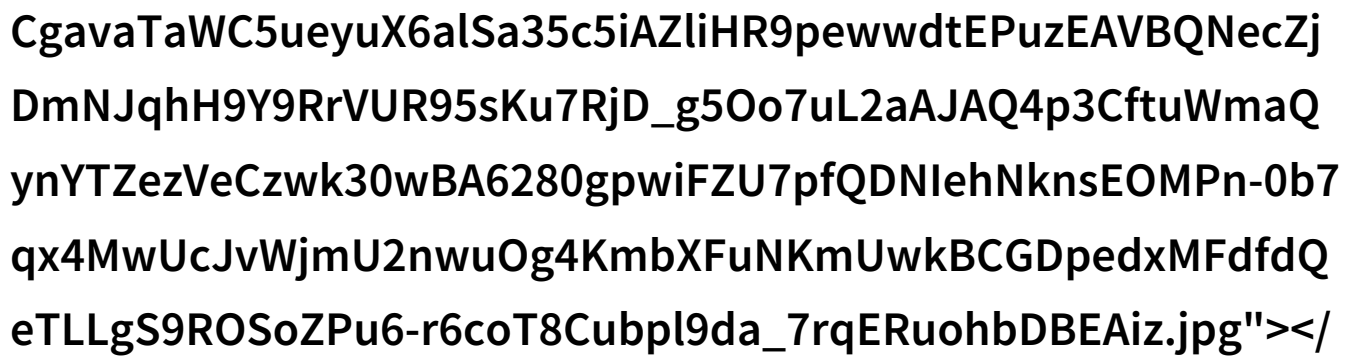 CgavaTaWC5ueyuX6alSa35c5iAZliHR9pewwdtEPuzEAVBQNecZj
DmNJqhH9Y9RrVUR95sKu7RjD_g5Oo7uL2aAJAQ4p3CftuWmaQ
ynYTZezVeCzwk30wBA6280gpwiFZU7pfQDNIehNknsEOMPn-0b7
qx4MwUcJvWjmU2nwuOg4KmbXFuNKmUwkBCGDpedxMFdfdQ
eTLLgS9ROSoZPu6-r6coT8Cubpl9da_7rqERuohbDBEAiz.jpg"></